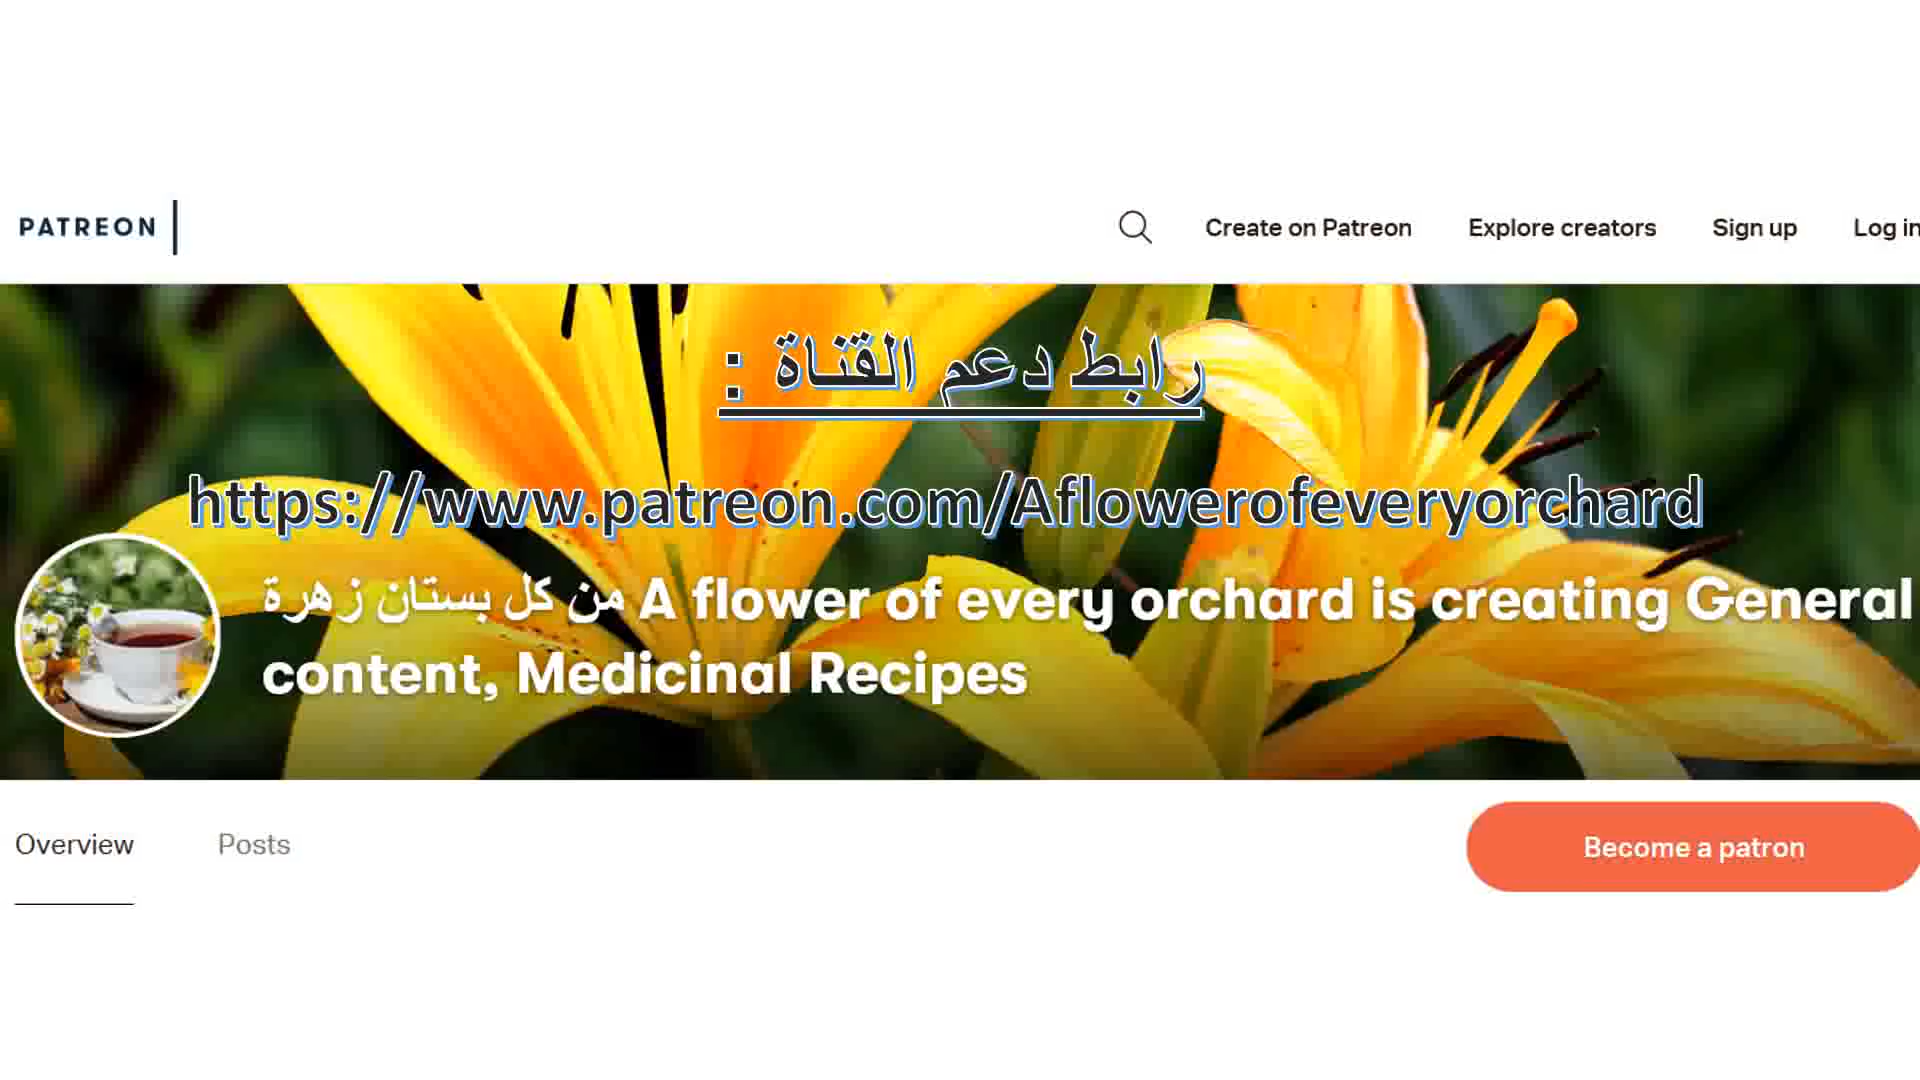 PATREON
Create on Patreon Explore creators Sign up Log in
رابط دعم القناة :
https://www.patreon.com/Aflowerofeveryorchard
من كل بستان زهرة A flower of every orchard is creating General
content, Medicinal Recipes
Overview Posts
Become a patron